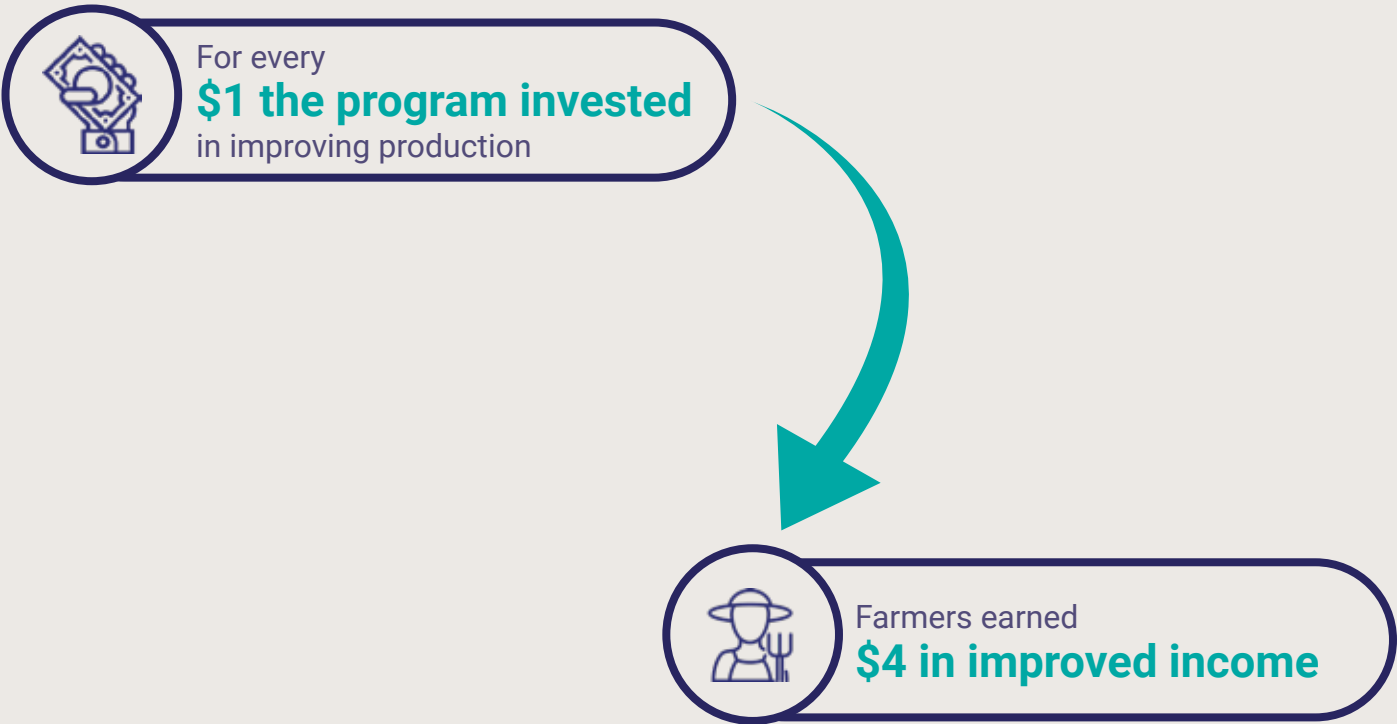 For every
$1 the program invested
in improving production
Farmers earned
$4 in improved income